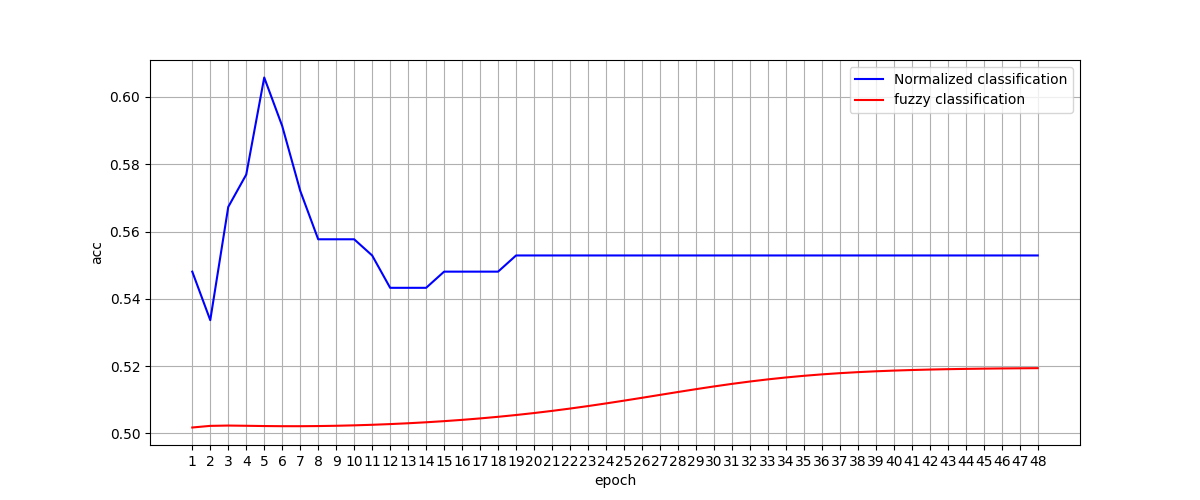 Normalized classification
fuzzy classification
0.60
0.58
0.56
0.54
0.52
0.50
acc
1 2 3 4 5 6 7 8 9 10 11 12 13 14 15 16 17 18 19 20 21 22 23 24 25 26 27 28 29 30 31 32 33 34 35 36 37 38 39 40 41 42 43 44 45 46 47 48
epoch